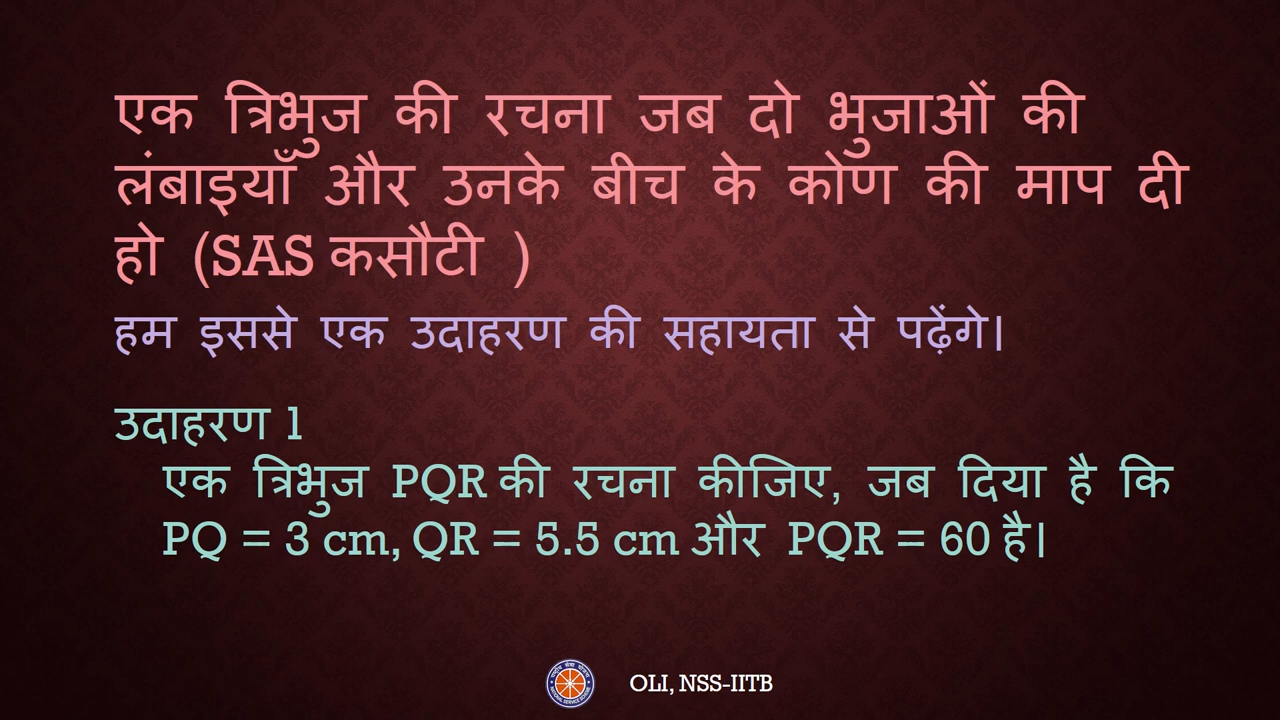 एक त्रिभुज की रचना जब दो भुजाओं की
लंबाइयाँ और उनके बीच के कोण की माप दी
हो (SAS कसौटी )
हम इससे एक उदाहरण की सहायता से पढ़ेंगे।
उदाहरण 1
एक त्रिभुज PQR की रचना कीजिए, जब दिया है कि
PQ = 3 cm, QR = 5.5 cm और PQR = 60 है।
OLI, NSS-IITB